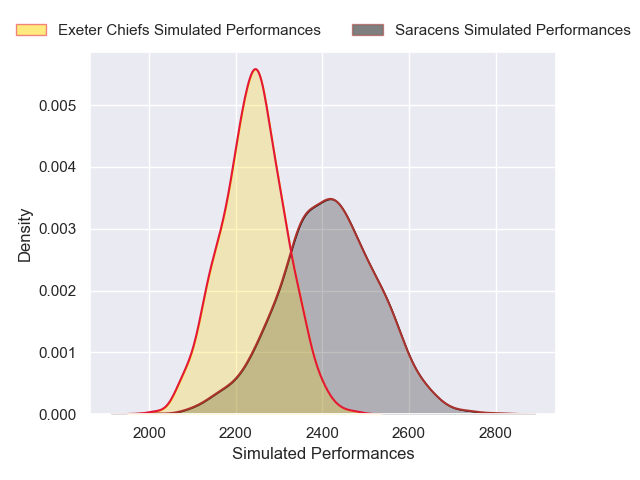 Exeter Chiefs Simulated Performances Saracens Simulated Performances
0.005
0.004
0.003
0.002
0.001
0.000
Density
2000 2200 2400 2600 2800
Simulated Performances